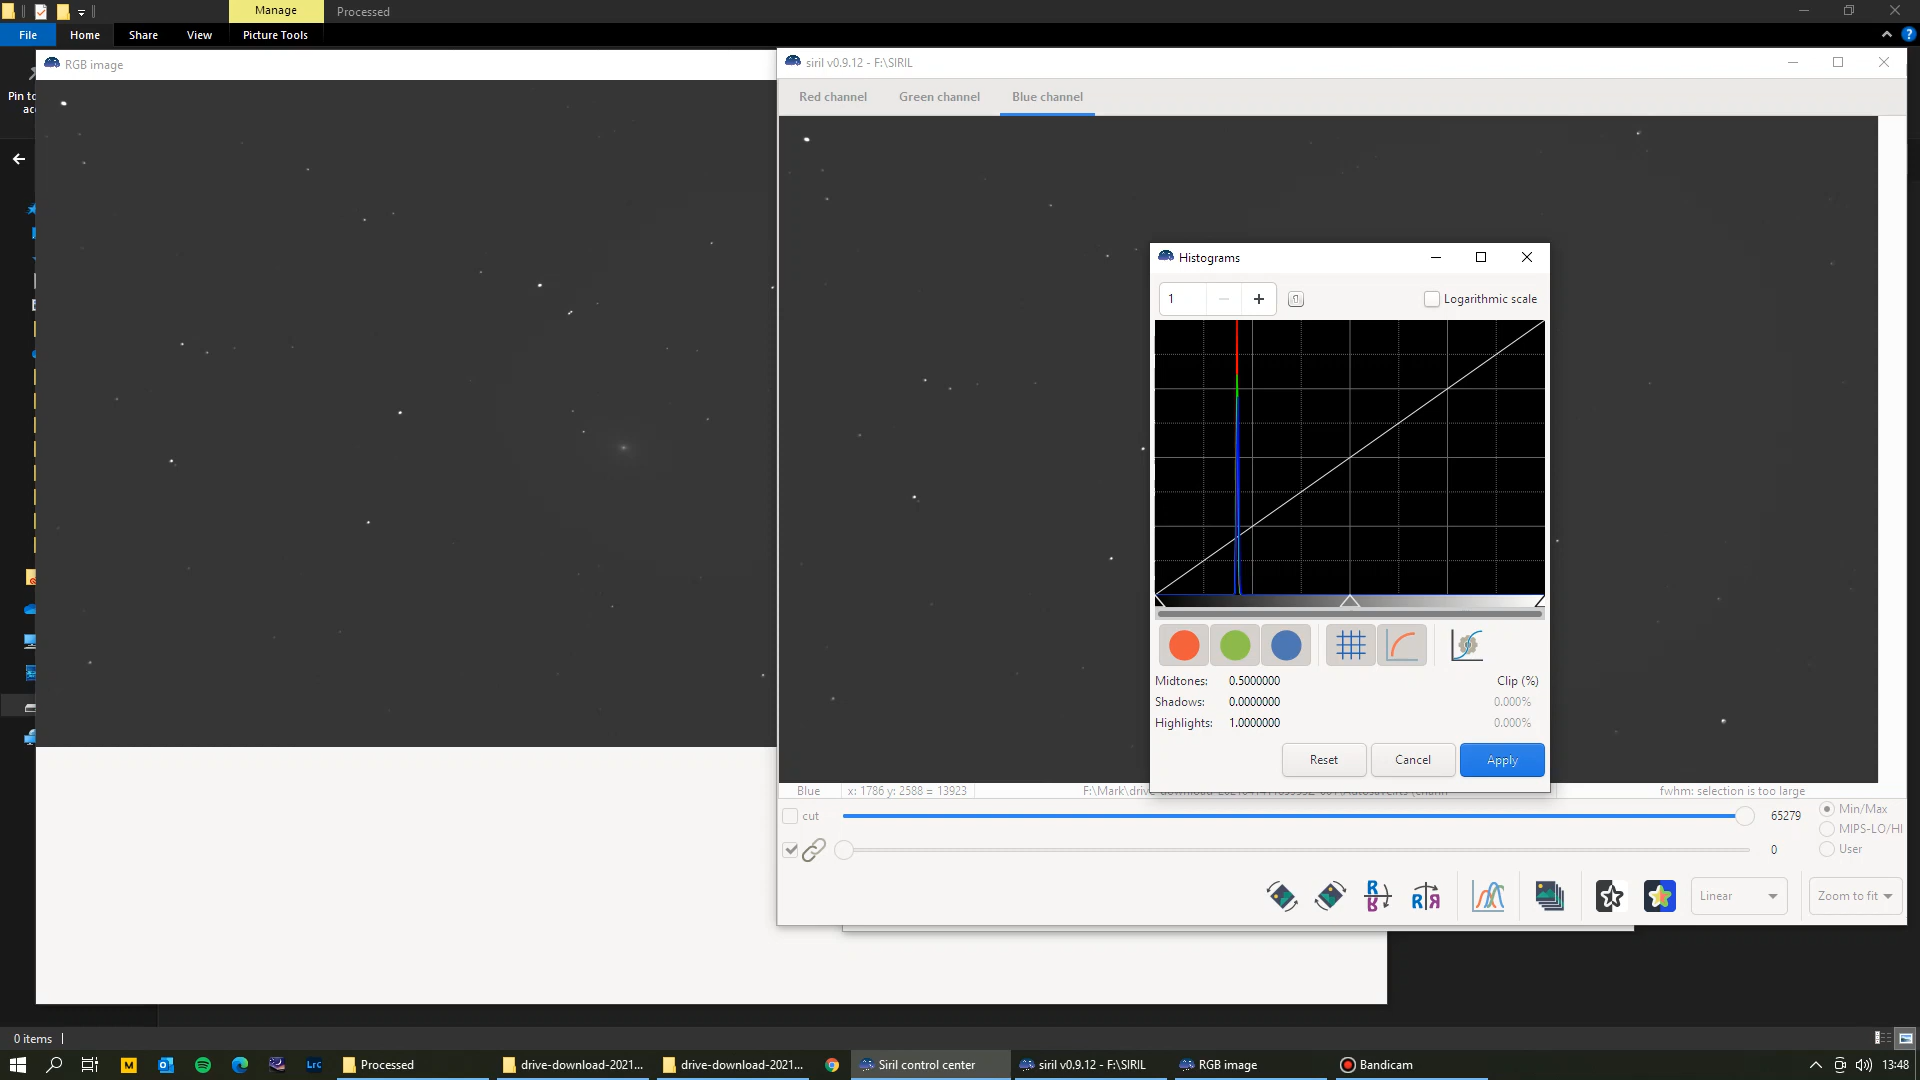 Manage
Processed
File
Home
Share
View
Picture Tools
Pin to
ac
RGB image
siril v0.9.12 - F:\SIRIL
Red channel
Green channel
Blue channel
Histograms
1
Logarithmic scale
Midtones: 0.5000000 Clip (%)
Shadows: 0.0000000 0.000%
Highlights: 1.0000000 0.000%
Reset
Cancel
Apply
Blue
x: 1786 y: 2588 = 13923
fwhm: selection is too large
cut
65279
0
Min/Max
MIPS-LO/HI
User
Linear
Zoom to fit
0 items
M
Lrc
Processed
drive-download-2021...
drive-download-2021...
Siril control center
siril v0.9.12 - F:\SIRIL
RGB image
Bandicam
13:48